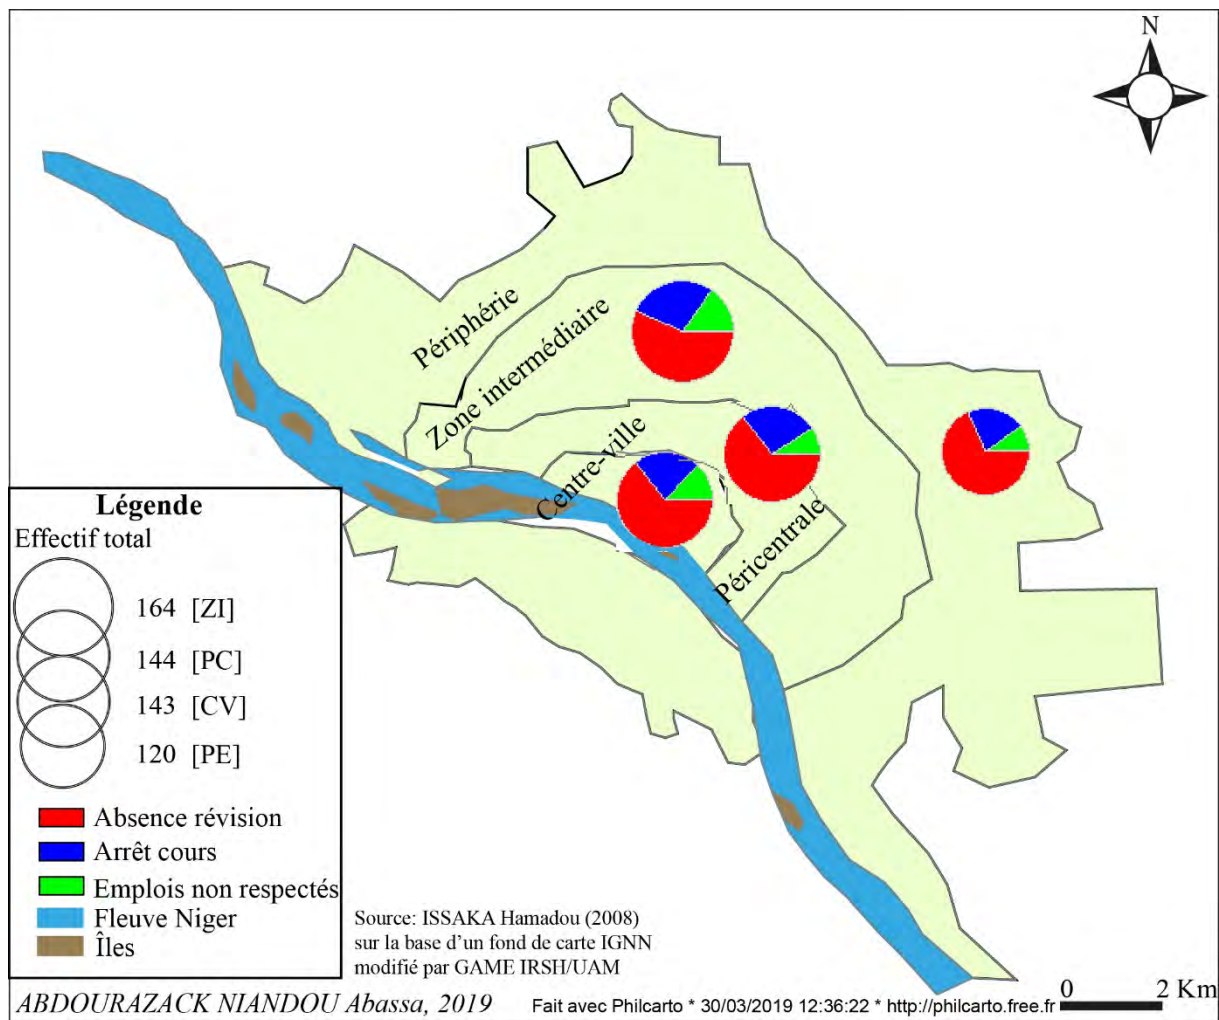 N
Périphérie
Zone intermédiaire
Centre-ville
Péricentrale
Légende
Effectif total
164 [ZI]
144 [PC]
143 [CV]
120 [PE]
Absence révision
Arrêt cours
Emplois non respectés
Fleuve Niger
Îles
Source: ISSAKA Hamadou (2008)
sur la base d'un fond de carte IGNN
modifié par GAME IRSH/UAM
ABDOURAZACK NIANDOU Abassa, 2019
Fait avec Philcarto * 30/03/2019 12:36:22 * http://philcarto.free.fr
0 2 Km